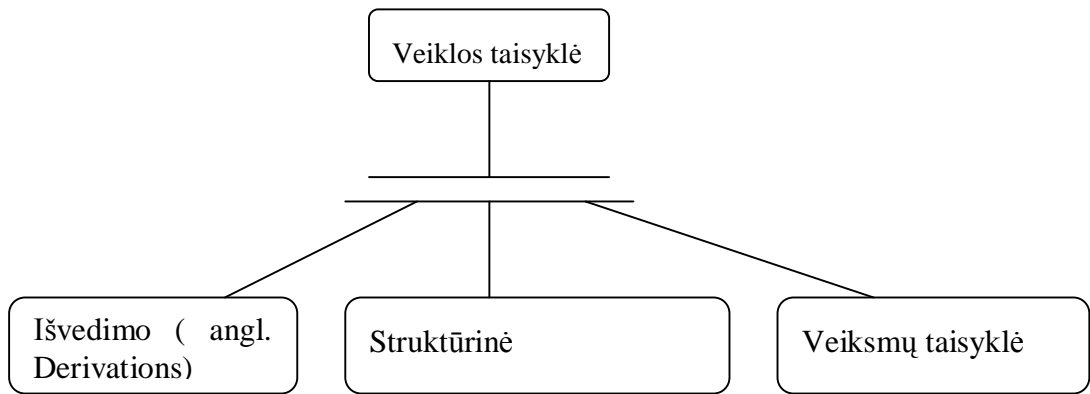 Veiklos taisyklė
Išvedimo ( angl.
Derivations)
Struktūrinė
Veiksmų taisyklė